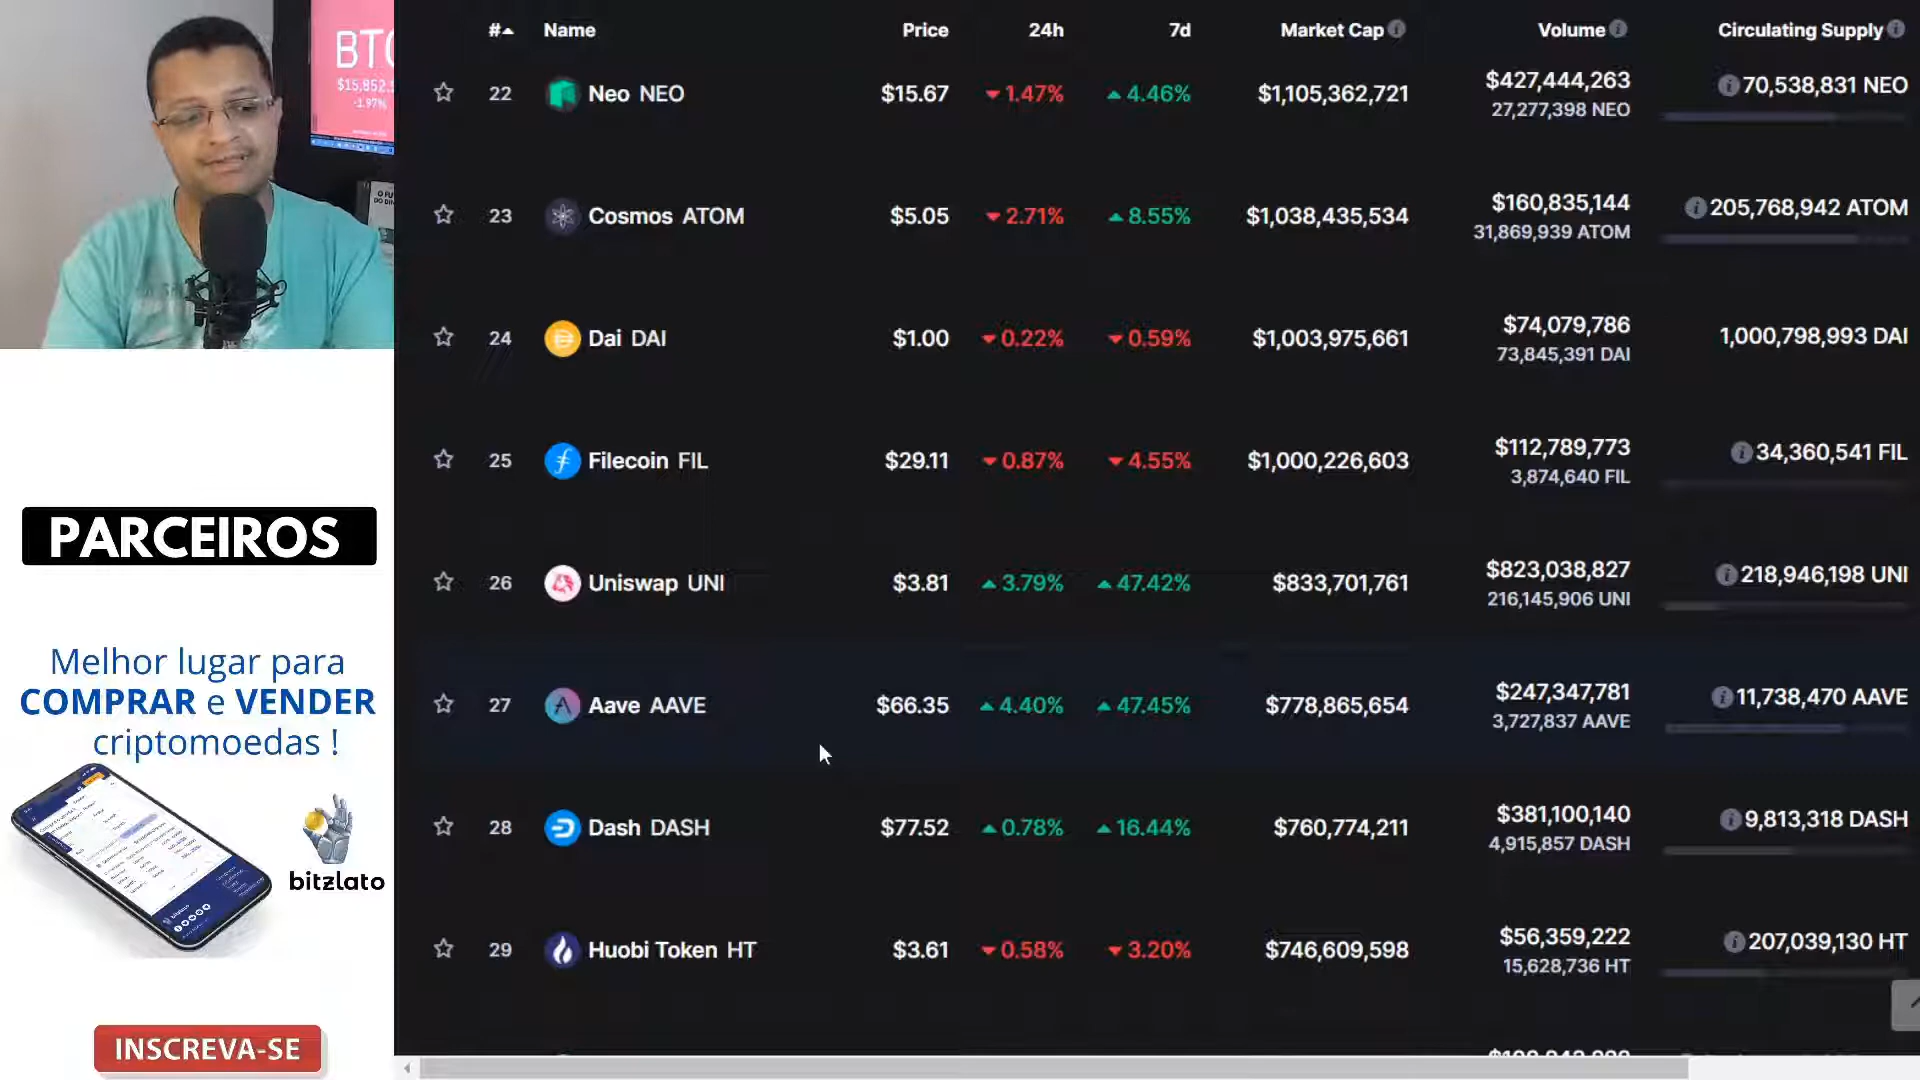 BTC
$15,852.
-1.97%
O FU
DO DIN
PARCEIROS
Melhor lugar para
COMPRAR e VENDER
criptomoedas !
bitzlato
INSCREVA-SE
# Name Price 24h 7d Market Cap Volume Circulating Supply
22 Neo NEO $15.67 1.47% 4.46% $1,105,362,721 $427,444,263 70,538,831 NEO
27,277,398 NEO
23 Cosmos ATOM $5.05 2.71% 8.55% $1,038,435,534 $160,835,144 205,768,942 ATOM
31,869,939 ATOM
24 Dai DAI $1.00 0.22% 0.59% $1,003,975,661 $74,079,786 1,000,798,993 DAI
73,845,391 DAI
25 Filecoin FIL $29.11 0.87% 4.55% $1,000,226,603 $112,789,773 34,360,541 FIL
3,874,640 FIL
26 Uniswap UNI $3.81 3.79% 47.42% $833,701,761 $823,038,827 218,946,198 UNI
216,145,906 UNI
27 Aave AAVE $66.35 4.40% 47.45% $778,865,654 $247,347,781 11,738,470 AAVE
3,727,837 AAVE
28 Dash DASH $77.52 0.78% 16.44% $760,774,211 $381,100,140 9,813,318 DASH
4,915,857 DASH
29 Huobi Token HT $3.61 0.58% 3.20% $746,609,598 $56,359,222 207,039,130 HT
15,628,736 HT